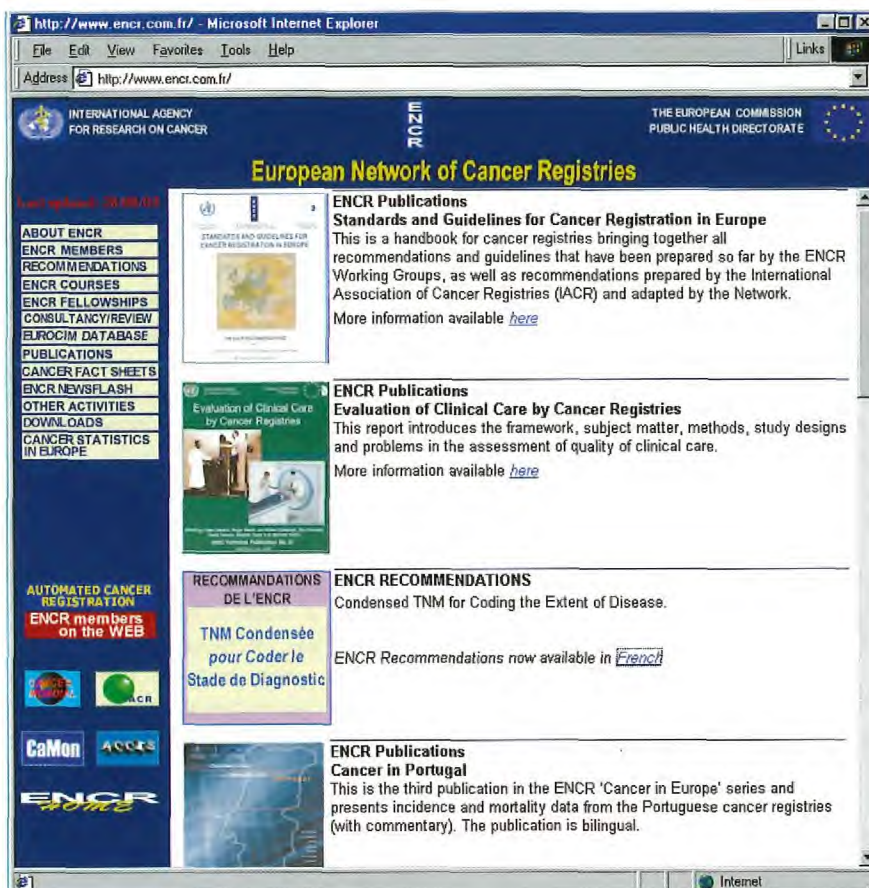 http://www.encr.com.fr/ - Microsoft Internet Explorer
File Edit View Favorites Tools Help
Links
Address http://www.encr.com.fr/
INTERNATIONAL AGENCY
FOR RESEARCH ON CANCER
ENCR
THE EUROPEAN COMMISSION
PUBLIC HEALTH DIRECTORATE
European Network of Cancer Registries
ABOUT ENCR
ENCR MEMBERS
RECOMMENDATIONS
ENCR COURSES
ENCR FELLOWSHIPS
CONSULTANCY/REVIEW
EUROCIM DATABASE
PUBLICATIONS
CANCER FACT SHEETS
ENCR NEWSFLASH
OTHER ACTIVITIES
DOWNLOADS
CANCER STATISTICS
IN EUROPE
AUTOMATED CANCER
REGISTRATION
ENCR members
on the WEB
CANCER
MONDIAL
ACR
CaMon
ENCR
HOME
STANDARDS AND GUIDELINES FOR
CANCER REGISTRATION IN EUROPE
ENCR Publications
Standards and Guidelines for Cancer Registration in Europe
This is a handbook for cancer registries bringing together all
recommendations and guidelines that have been prepared so far by the ENCR
Working Groups, as well as recommendations prepared by the International
Association of Cancer Registries (IACR) and adapted by the Network.
More information available here
Evaluation of Clinical Care
by Cancer Registries
ENCR Publications
Evaluation of Clinical Care by Cancer Registries
This report introduces the framework, subject matter, methods, study designs
and problems in the assessment of quality of clinical care.
More information available here
RECOMMANDATIONS
DE L'ENCR
TNM Condensée
pour Coder le
Stade de Diagnostic
ENCR RECOMMENDATIONS
Condensed TNM for Coding the Extent of Disease.
ENCR Recommendations now available in French
ENCR Publications
Cancer in Portugal
This is the third publication in the ENCR 'Cancer in Europe' series and
presents incidence and mortality data from the Portuguese cancer registries
(with commentary). The publication is bilingual.
Internet